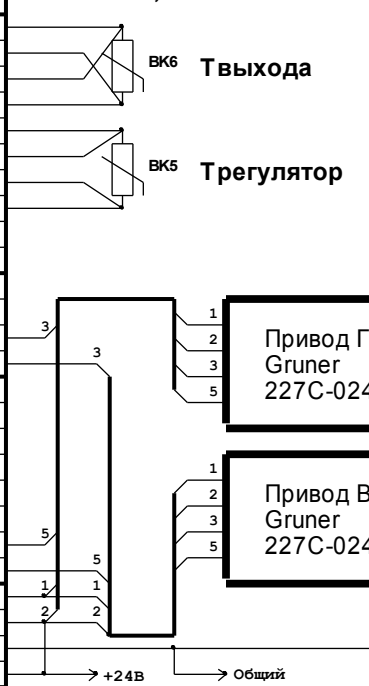 BK6 Твыхода
BK5 Трегулятор
1
3
2
Привод П
3
3
Gruner
5
227C-024
1
2
Привод В
3
Gruner
5
5
227C-024
5
1
1
2
2
+24В
Общий